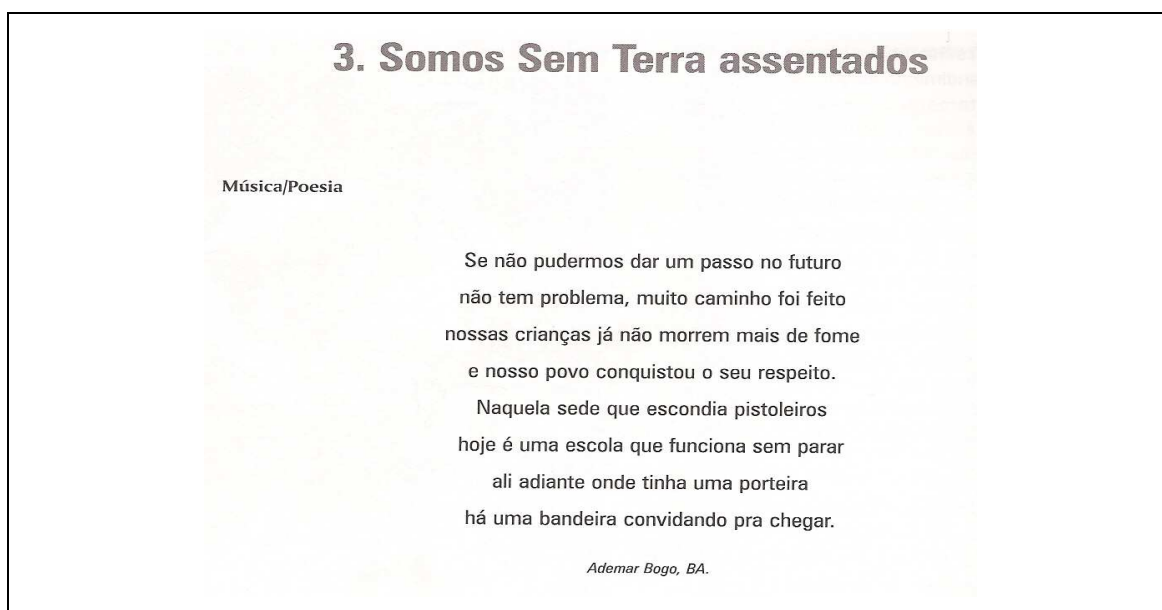 3. Somos Sem Terra assentados
Música/Poesia
Se não pudermos dar um passo no futuro
não tem problema, muito caminho foi feito
nossas crianças já não morrem mais de fome
e nosso povo conquistou o seu respeito.
Naquela sede que escondia pistoleiros
hoje é uma escola que funciona sem parar
ali adiante onde tinha uma porteira
há uma bandeira convidando pra chegar.
Ademar Bogo, BA.